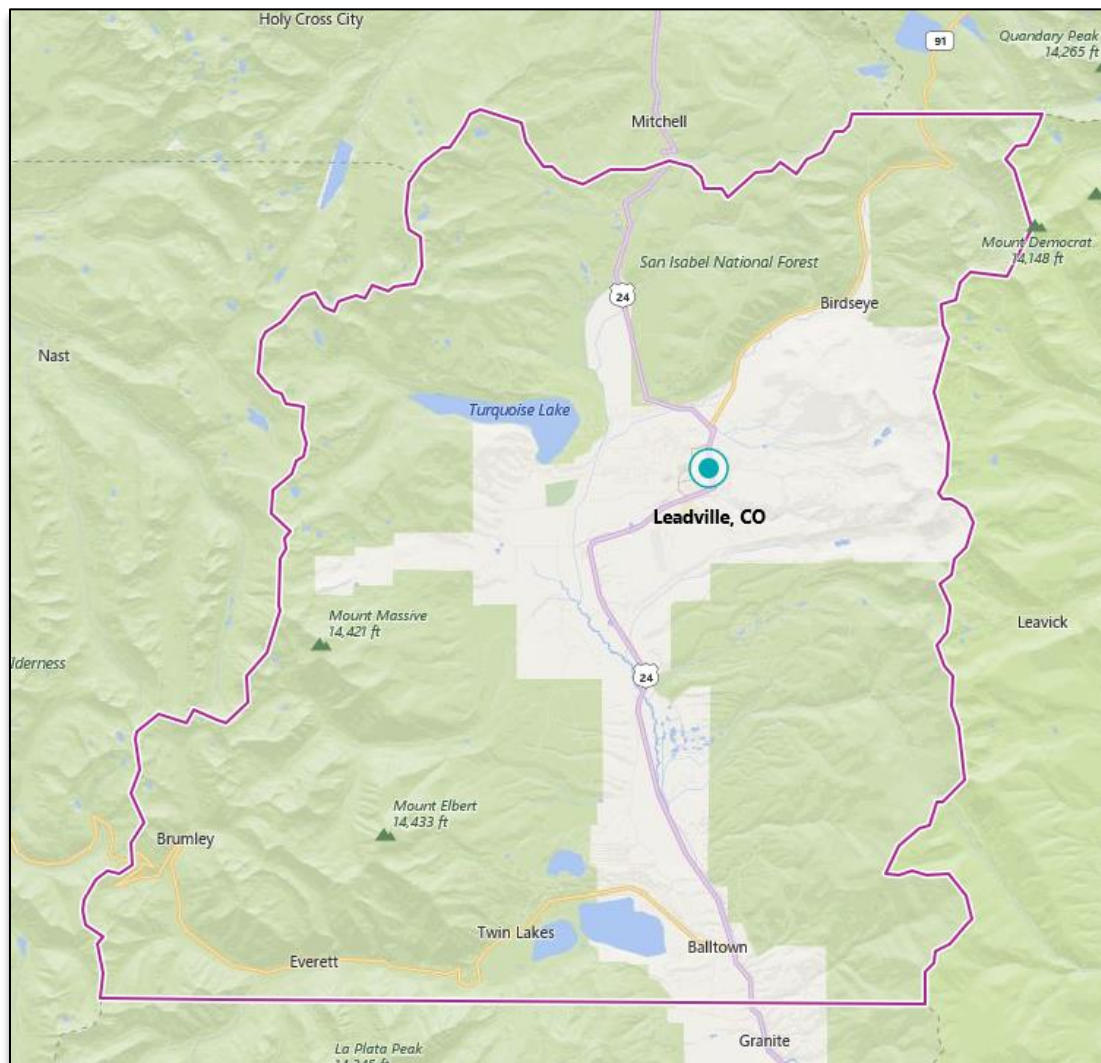 Holy Cross City
91
Quandary Peak
14,265 ft
Mitchell
Mount Democrat
14,148 ft
San Isabel National Forest
24
Birdseye
Nast
Turquoise Lake
Leadville, CO
Mount Massive
14,421 ft
Leavick
lderness
24
Mount Elbert
14,433 ft
Brumley
Twin Lakes
Balltown
Everett
Granite
La Plata Peak